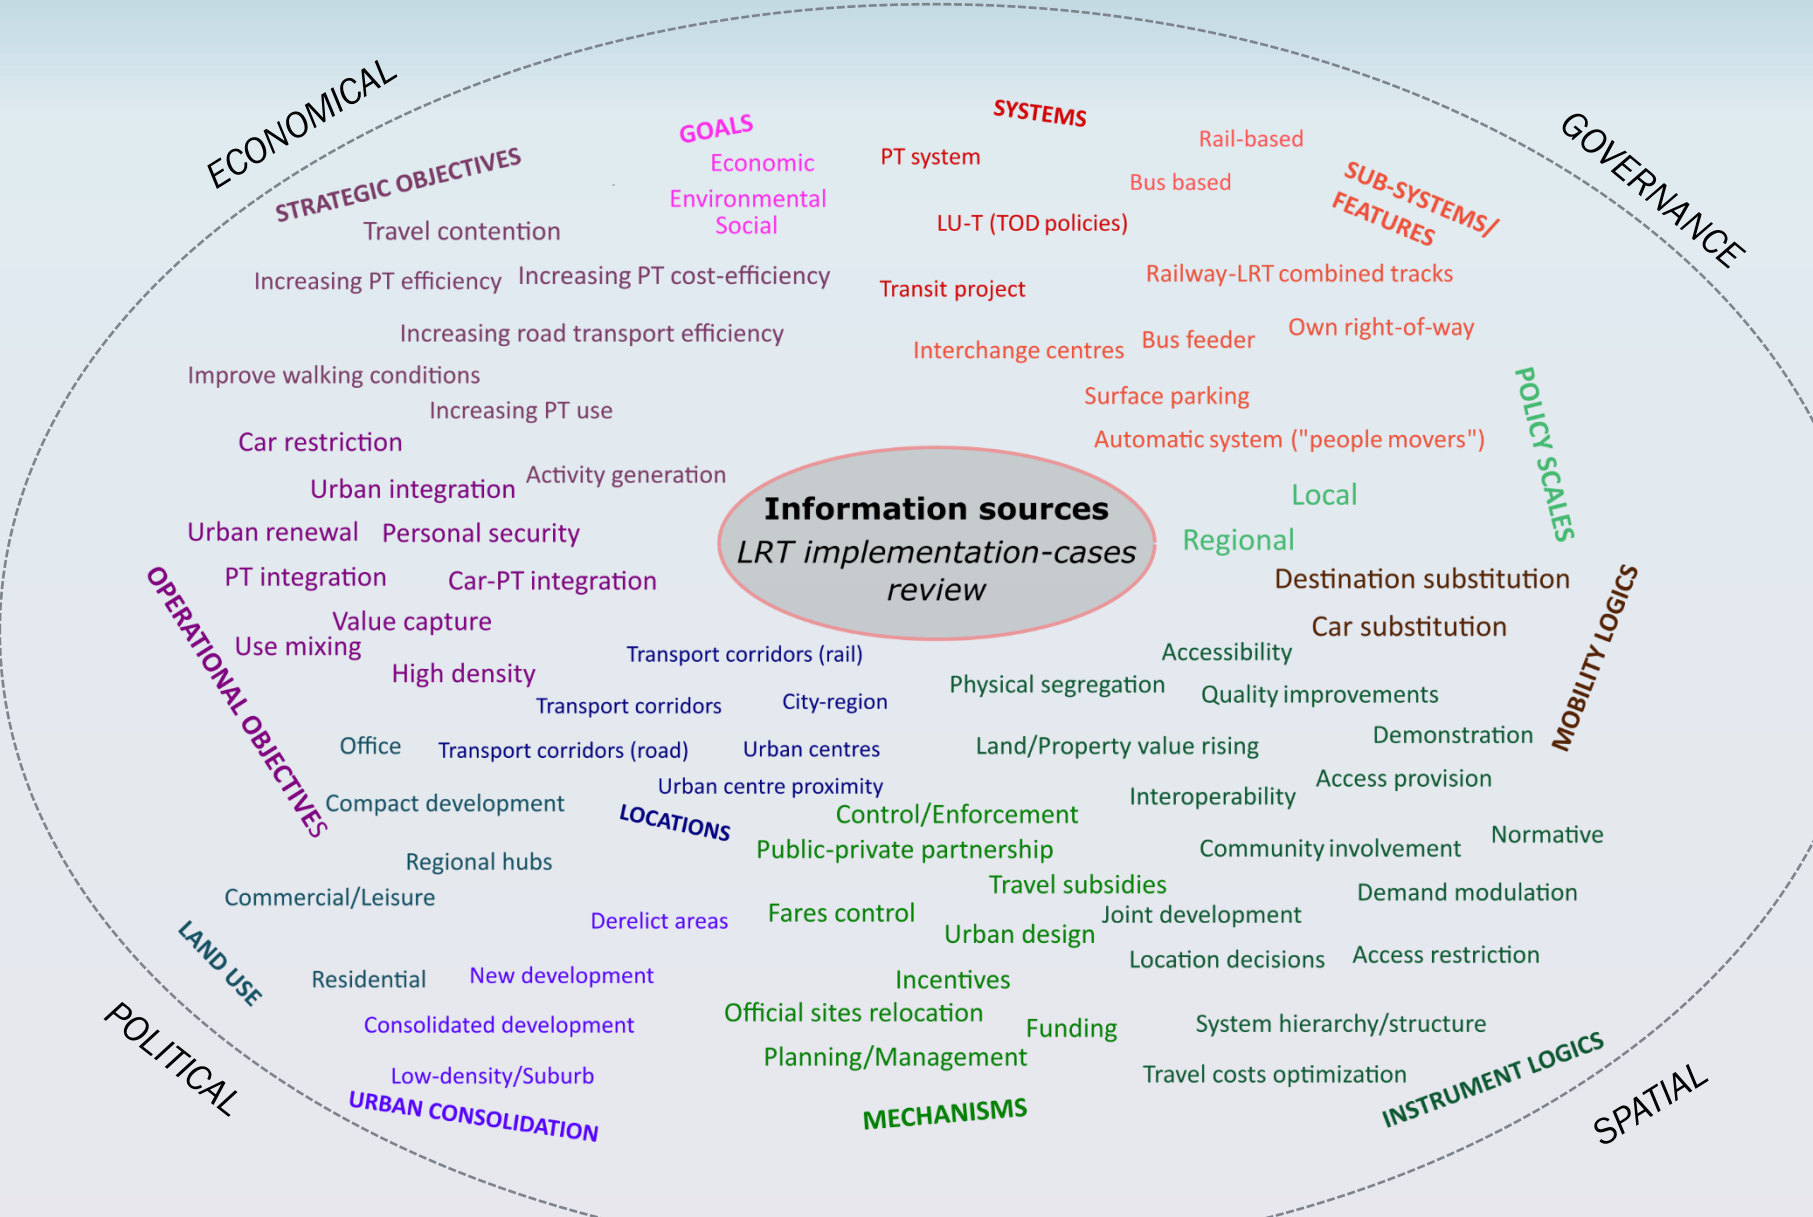 ECONOMICAL
GOVERNANCE
POLITICAL
SPATIAL
STRATEGIC OBJECTIVES
Travel contention
Increasing PT efficiency
Increasing PT cost-efficiency
Increasing road transport efficiency
Improve walking conditions
Increasing PT use
Activity generation
GOALS
Economic
Environmental
Social
SYSTEMS
PT system
LU-T (TOD policies)
Transit project
Rail-based
Bus based
SUB-SYSTEMS/
FEATURES
Railway-LRT combined tracks
Own right-of-way
Bus feeder
Interchange centres
Surface parking
Automatic system ("people movers")
POLICY SCALES
Local
Regional
Information sources
LRT implementation-cases
review
Destination substitution
Car substitution
MOBILITY LOGICS
OPERATIONAL OBJECTIVES
Car restriction
Urban integration
Urban renewal
Personal security
PT integration
Car-PT integration
Value capture
Use mixing
High density
Transport corridors (rail)
Transport corridors
City-region
Transport corridors (road)
Urban centres
Urban centre proximity
LOCATIONS
Office
Compact development
Regional hubs
Commercial/Leisure
Residential
LAND USE
Derelict areas
New development
Consolidated development
Low-density/Suburb
URBAN CONSOLIDATION
Control/Enforcement
Public-private partnership
Travel subsidies
Fares control
Urban design
Incentives
Official sites relocation
Funding
Planning/Management
MECHANISMS
Accessibility
Physical segregation
Quality improvements
Demonstration
Land/Property value rising
Access provision
Interoperability
Normative
Community involvement
Demand modulation
Joint development
Location decisions
Access restriction
System hierarchy/structure
Travel costs optimization
INSTRUMENT LOGICS